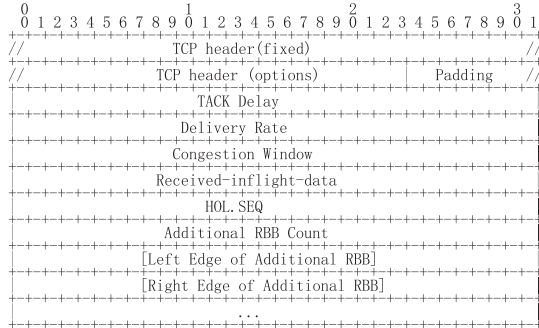 0                   1                   2                   3
0 1 2 3 4 5 6 7 8 9 0 1 2 3 4 5 6 7 8 9 0 1 2 3 4 5 6 7 8 9 0 1
// TCP header(fixed) //
// TCP header (options) | Padding //
TACK Delay
Delivery Rate
Congestion Window
Received-inflight-data
HOL.SEQ
Additional RBB Count
[Left Edge of Additional RBB]
[Right Edge of Additional RBB]
...